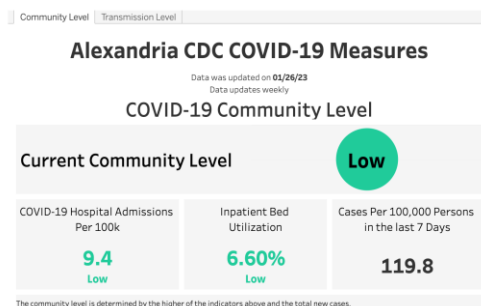 Community Level Transmission Level
Alexandria CDC COVID-19 Measures
Data was updated on 01/26/23
Data updates weekly
COVID-19 Community Level
Current Community Level Low
COVID-19 Hospital Admissions Per 100k
Inpatient Bed Utilization
Cases Per 100,000 Persons in the last 7 Days
9.4 6.60% 119.8
Low Low
The community level is determined by the higher of the indicators above and the total new cases.